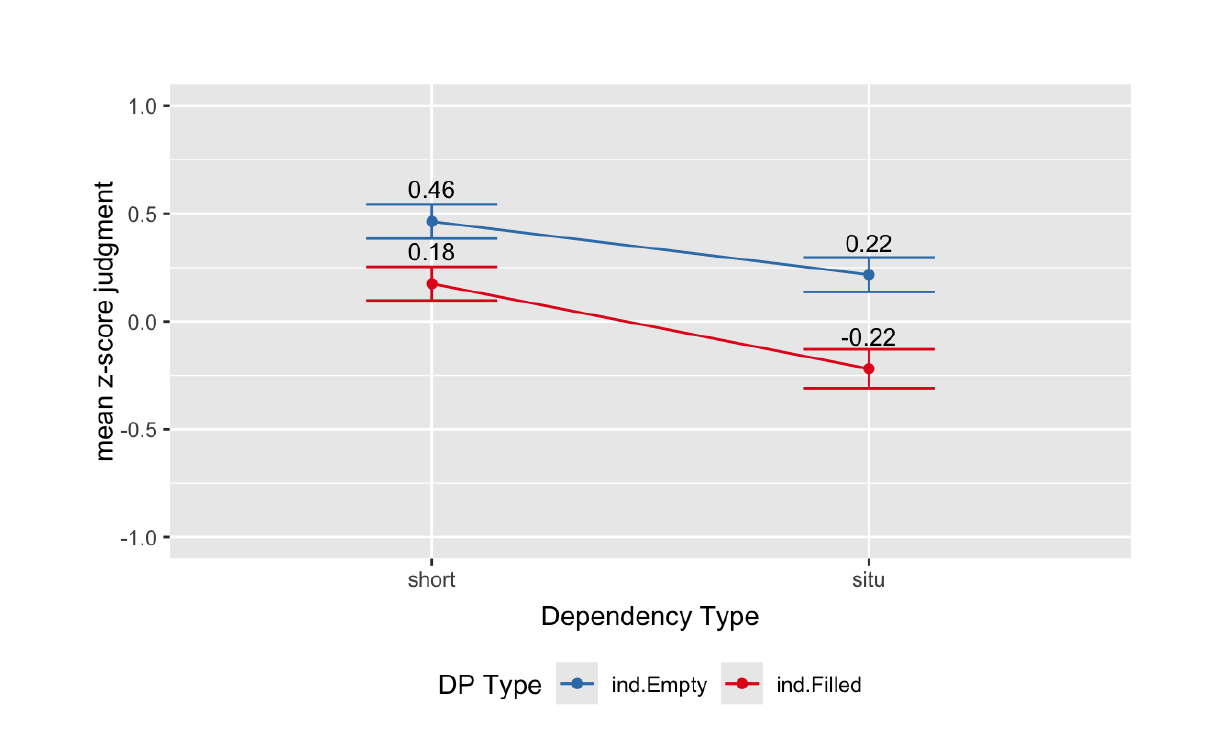 mean z-score judgment
1.0
0.5
0.0
-0.5
-1.0
0.46
0.18
0.22
-0.22
short situ
Dependency Type
DP Type ind.Empty ind.Filled